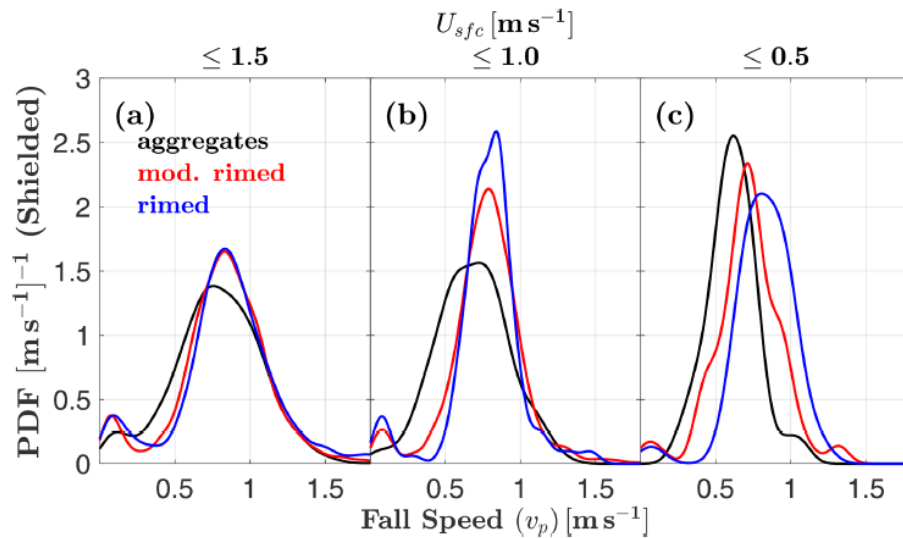 U_sfc [m s⁻¹]
≤ 1.5 ≤ 1.0 ≤ 0.5
(a) (b) (c)
aggregates
mod. rimed
rimed
PDF [m s⁻¹]⁻¹ (Shielded)
3
2.5
2
1.5
1
0.5
0
0.5 1 1.5 0.5 1 1.5 0.5 1 1.5
Fall Speed (v_p) [m s⁻¹]